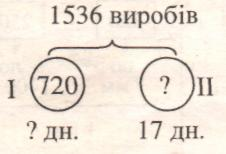 1536 виробів
I 720 ? II
? дн. 17 дн.